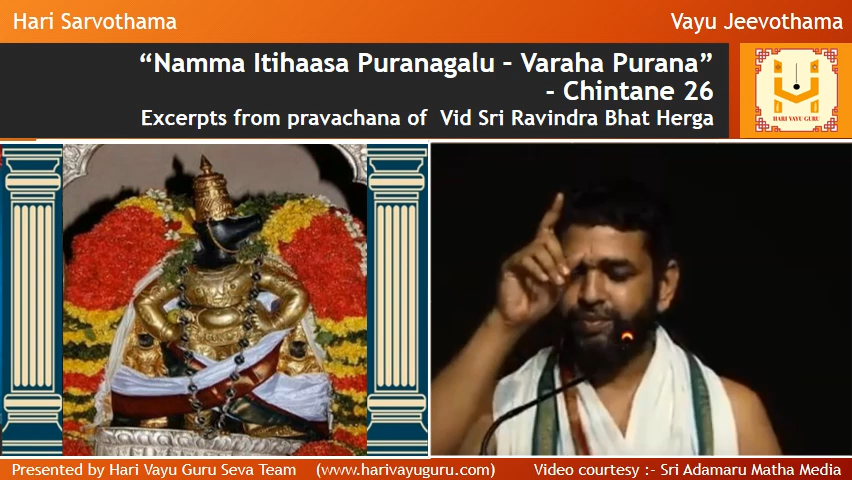 Hari Sarvothama
Vayu Jeevothama
“Namma Itihaasa Puranagalu – Varaha Purana”
- Chintane 26
Excerpts from pravachana of Vid Sri Ravindra Bhat Herga
HARI VAYU GURU
Presented by Hari Vayu Guru Seva Team (www.harivayuguru.com)
Video courtesy :- Sri Adamaru Matha Media